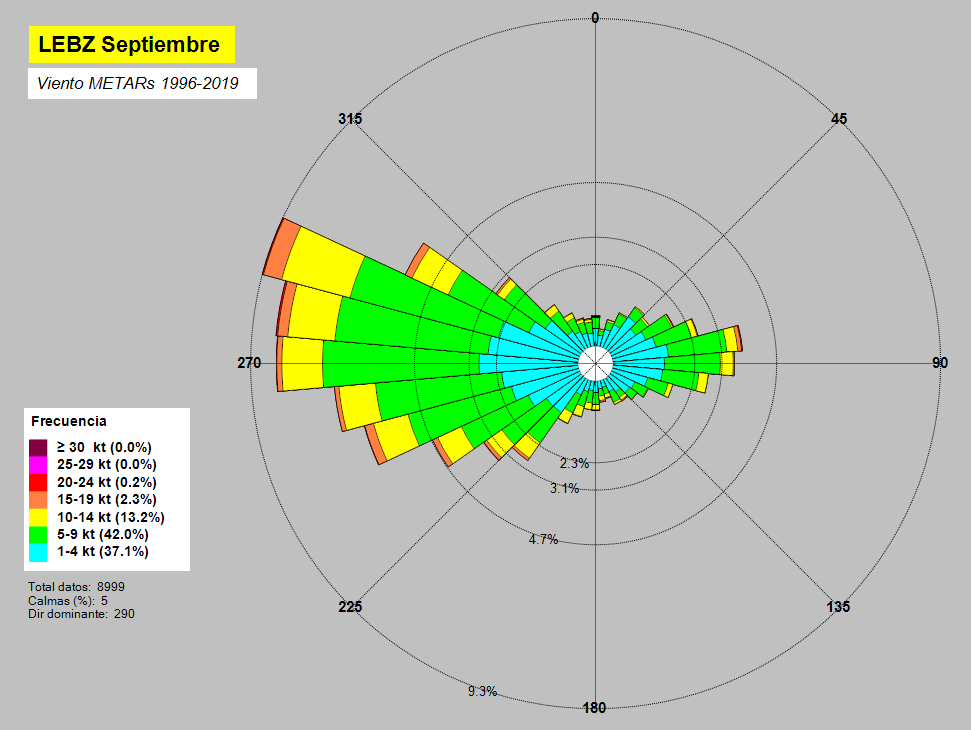 LEBZ Septiembre
Viento METARs 1996-2019
0
315
45
270
90
2.3%
3.1%
4.7%
225
135
9.3%
180
Frecuencia
≥ 30 kt (0.0%)
25-29 kt (0.0%)
20-24 kt (0.2%)
15-19 kt (2.3%)
10-14 kt (13.2%)
5-9 kt (42.0%)
1-4 kt (37.1%)
Total datos: 8999
Calmas (%): 5
Dir dominante: 290